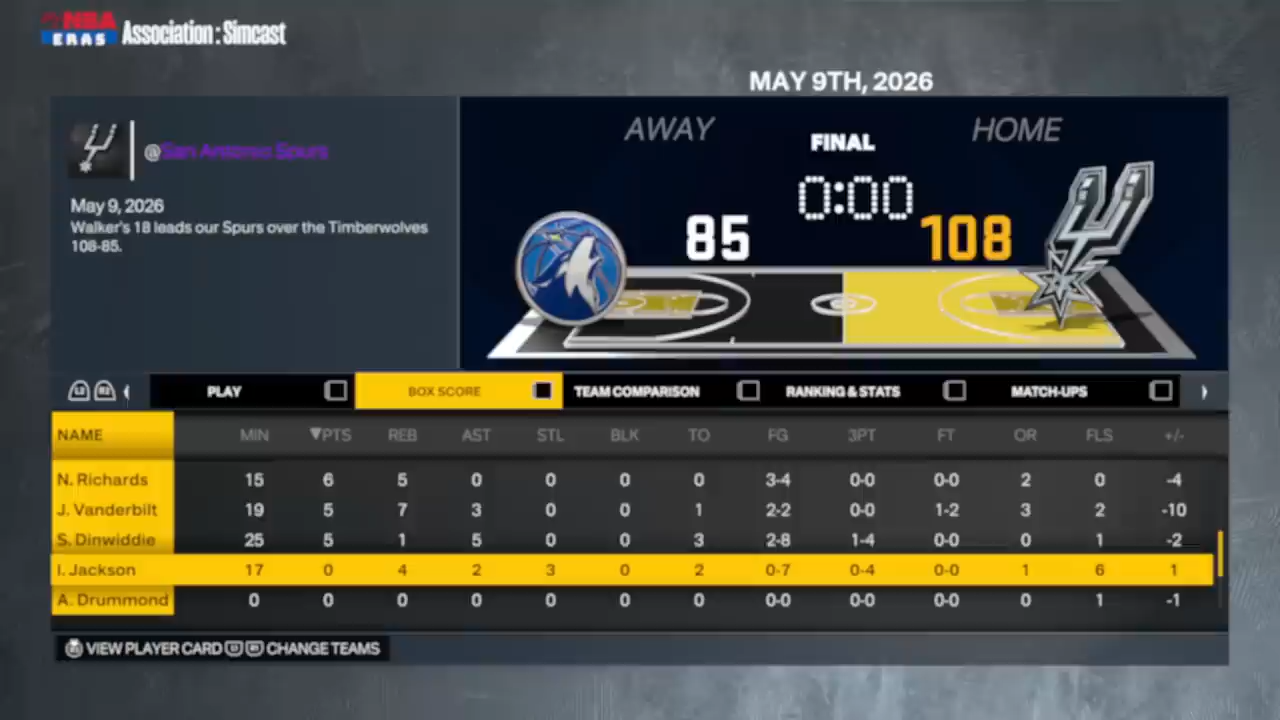 NBA
ERAS Association : Simcast
MAY 9TH, 2026
@San Antonio Spurs
May 9, 2026
Walker's 18 leads our Spurs over the Timberwolves
108-85.
AWAY
FINAL
HOME
0:00
85
108
PLAY
BOX SCORE
TEAM COMPARISON
RANKING & STATS
MATCH-UPS
NAME MIN ▼PTS REB AST STL BLK TO FG 3PT FT OR FLS +/-
N. Richards 15 6 5 0 0 0 0 3-4 0-0 0-0 2 0 -4
J. Vanderbilt 19 5 7 3 0 0 1 2-2 0-0 1-2 3 2 -10
S. Dinwiddie 25 5 1 5 0 0 3 2-8 1-4 0-0 0 1 -2
I. Jackson 17 0 4 2 3 0 2 0-7 0-4 0-0 1 6 1
A. Drummond 0 0 0 0 0 0 0 0-0 0-0 0-0 0 1 -1
VIEW PLAYER CARD CHANGE TEAMS